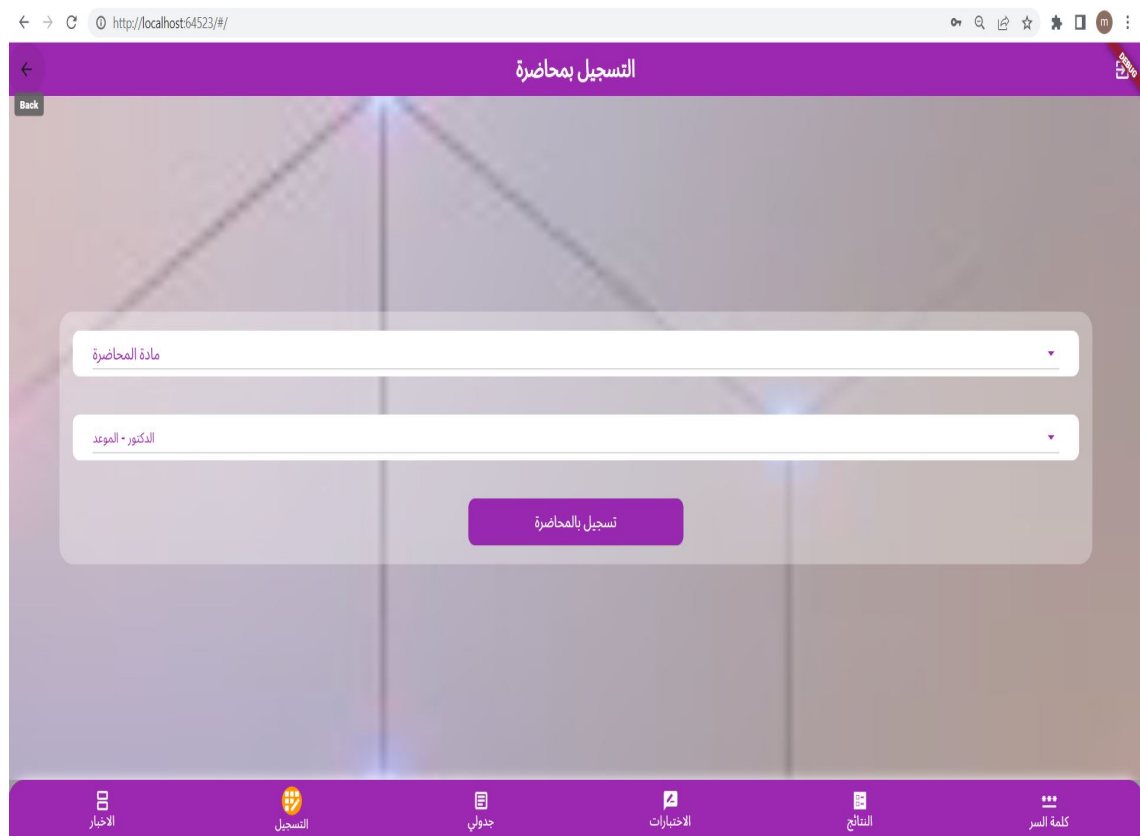 http://localhost:64523/#/
m
التسجيل بمحاضرة
DEBUG
Back
مادة المحاضرة
الدكتور - الموعد
تسجيل بالمحاضرة
الاخبار
التسجيل
جدولي
الاختبارات
النتائج
كلمة السر